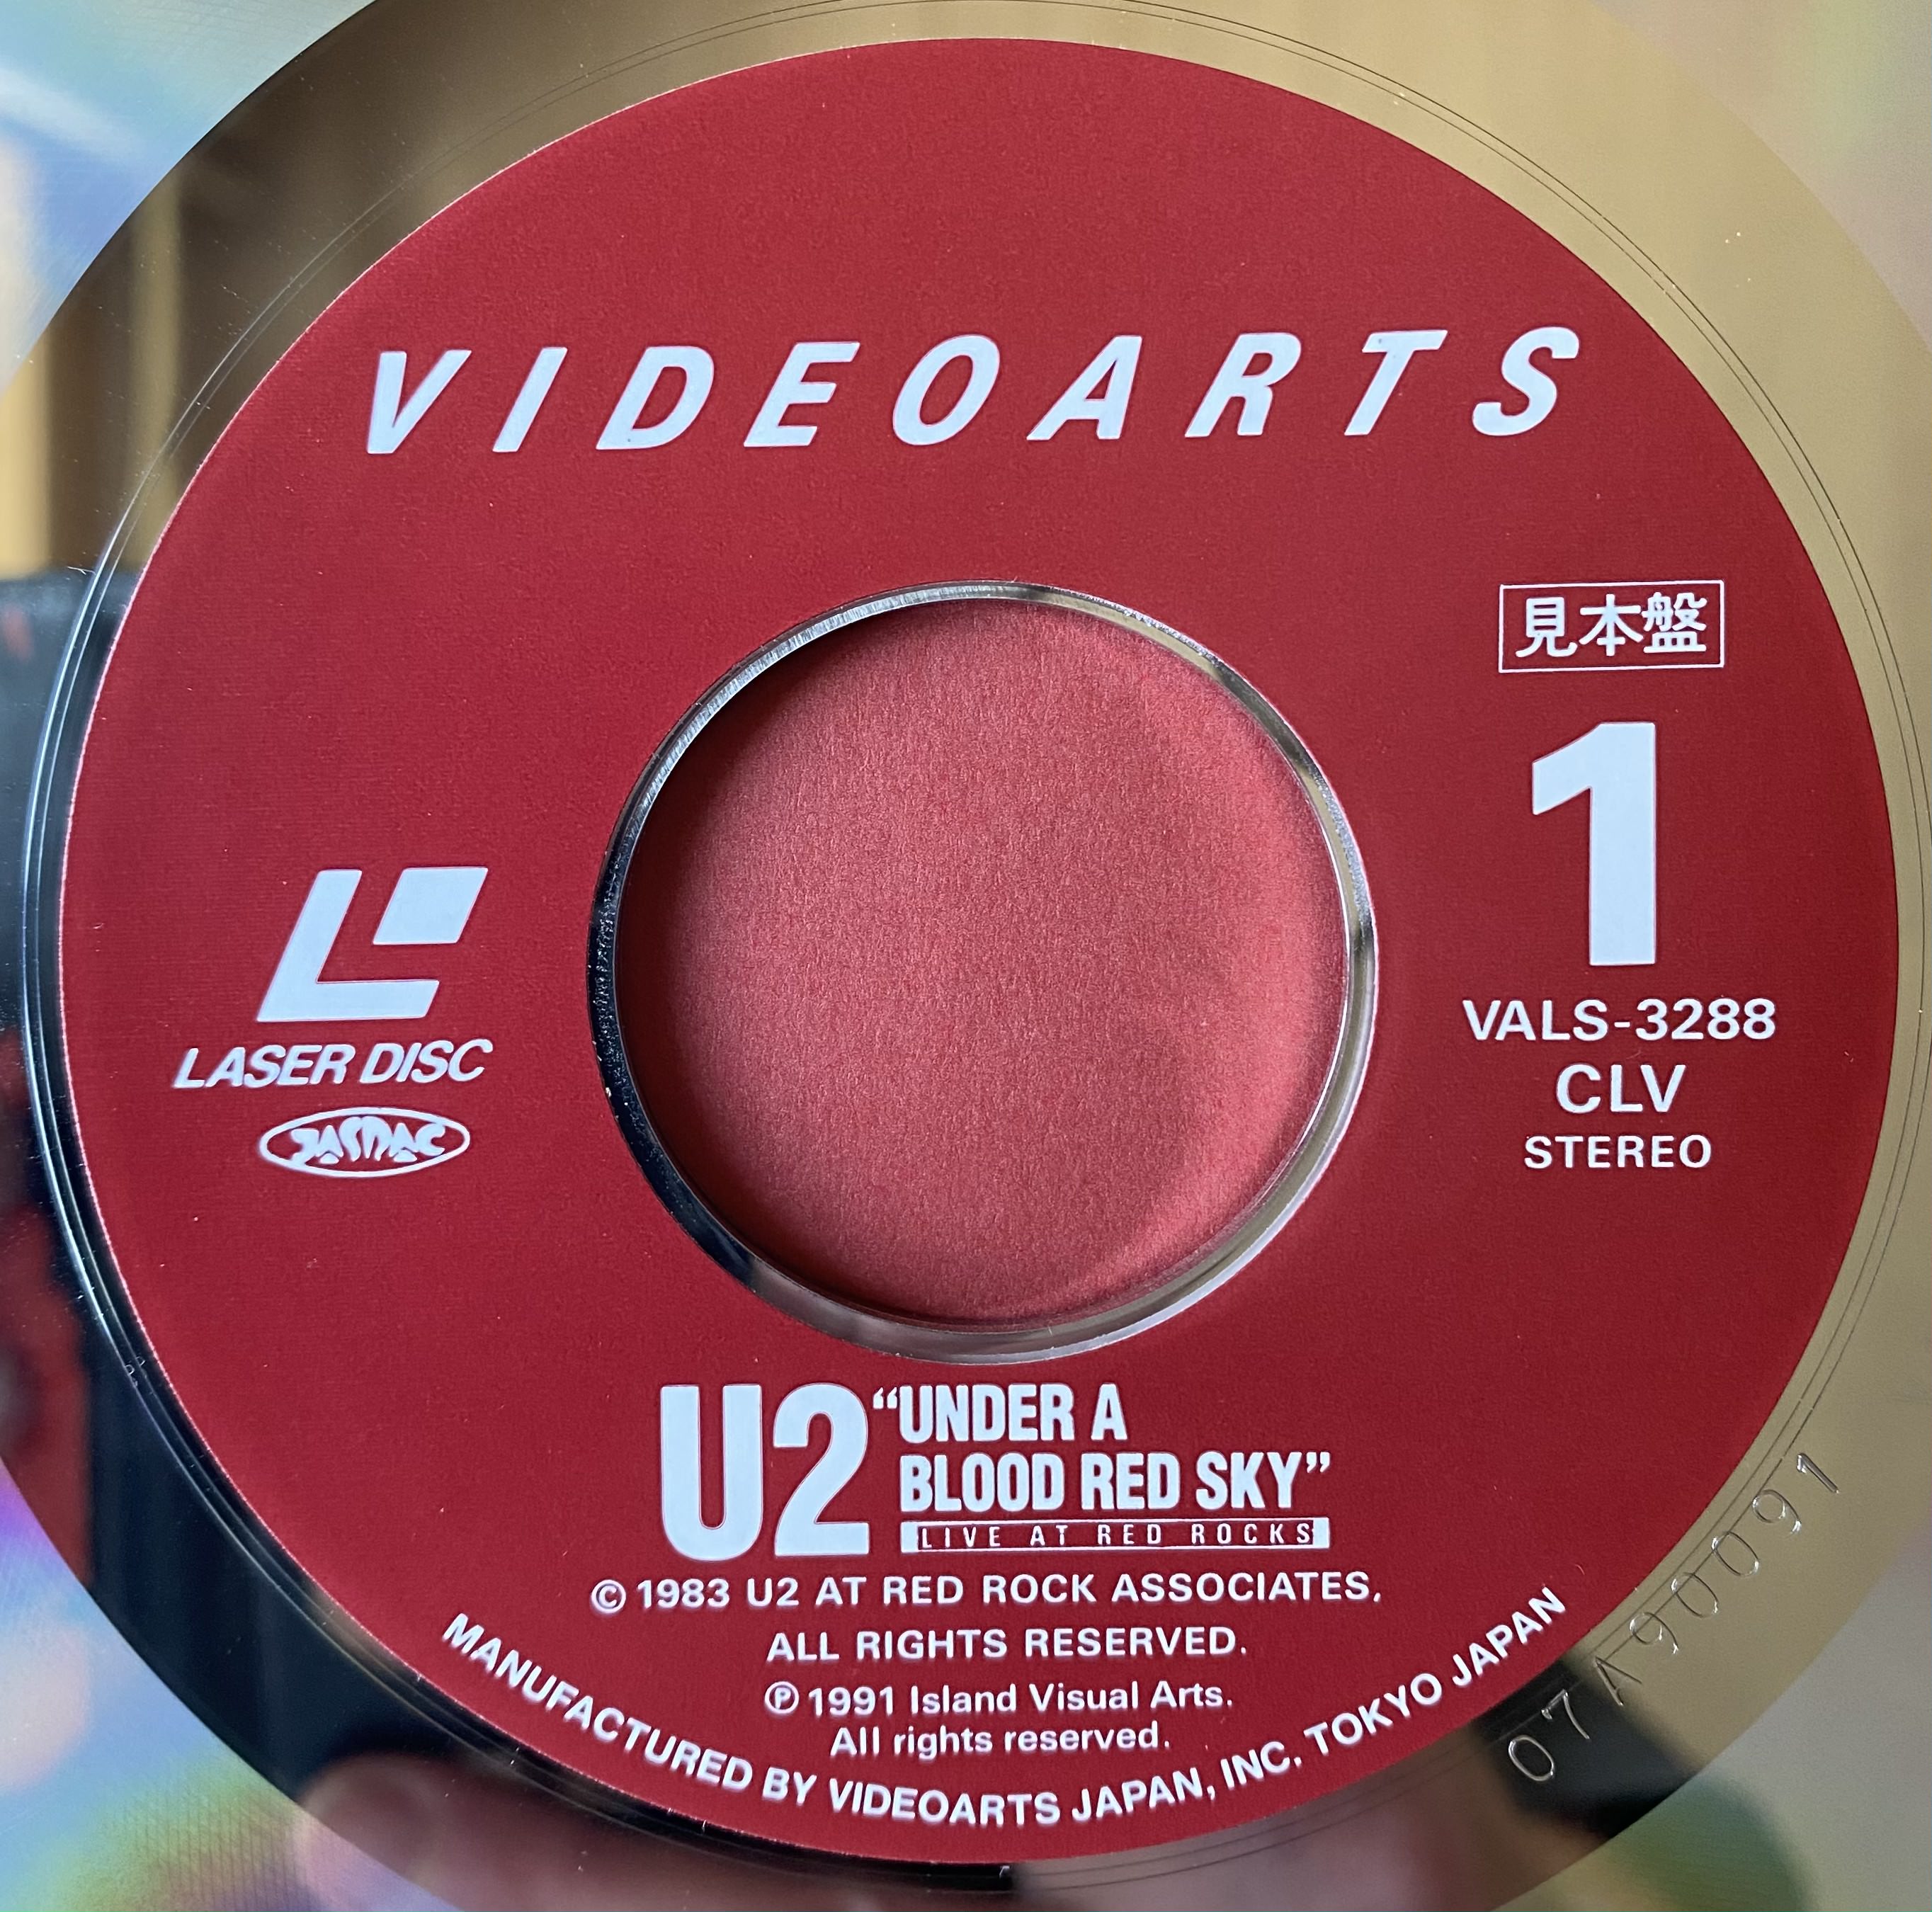 VIDEOARTS
見本盤
1
VALS-3288
CLV
STEREO
LASER DISC
JASRAC
U2 “UNDER A
BLOOD RED SKY”
LIVE AT RED ROCKS
© 1983 U2 AT RED ROCK ASSOCIATES.
ALL RIGHTS RESERVED.
℗ 1991 Island Visual Arts.
All rights reserved.
MANUFACTURED BY VIDEOARTS JAPAN, INC. TOKYO JAPAN
07A90091